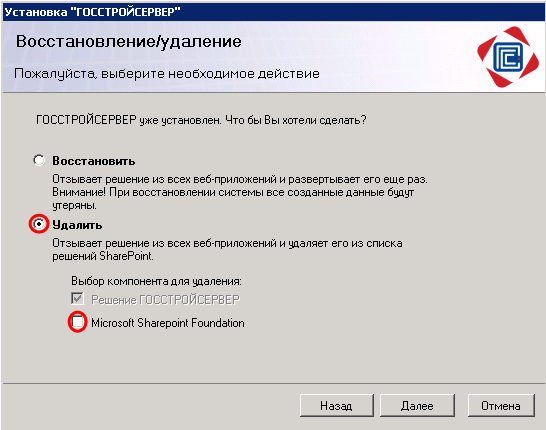 Установка "ГОССТРОЙСЕРВЕР"
Восстановление/удаление
Пожалуйста, выберите необходимое действие
ГОССТРОЙСЕРВЕР уже установлен. Что бы Вы хотели сделать?
Восстановить
Отзывает решение из всех веб-приложений и развертывает его еще раз.
Внимание! При восстановлении системы все созданные данные будут
утеряны.
Удалить
Отзывает решение из всех веб-приложений и удаляет его из списка
решений SharePoint.
Выбор компонента для удаления:
Решение ГОССТРОЙСЕРВЕР
Microsoft Sharepoint Foundation
Назад
Далее
Отмена